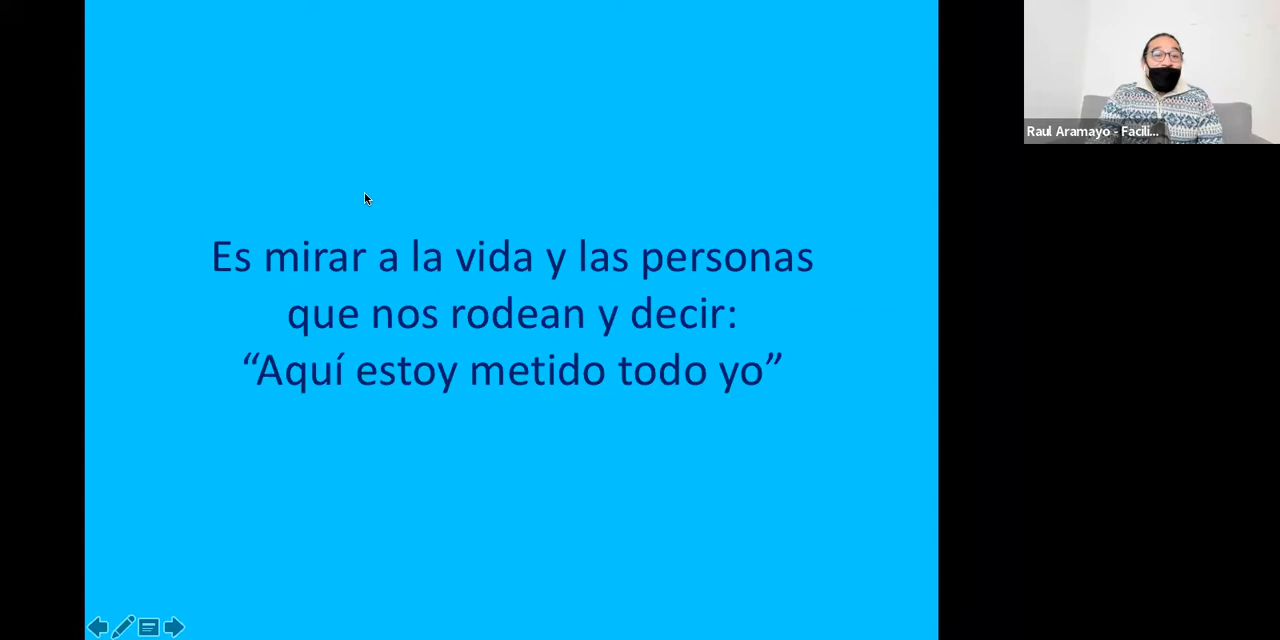 Es mirar a la vida y las personas
que nos rodean y decir:
“Aquí estoy metido todo yo”
Raul Aramayo - Facili...